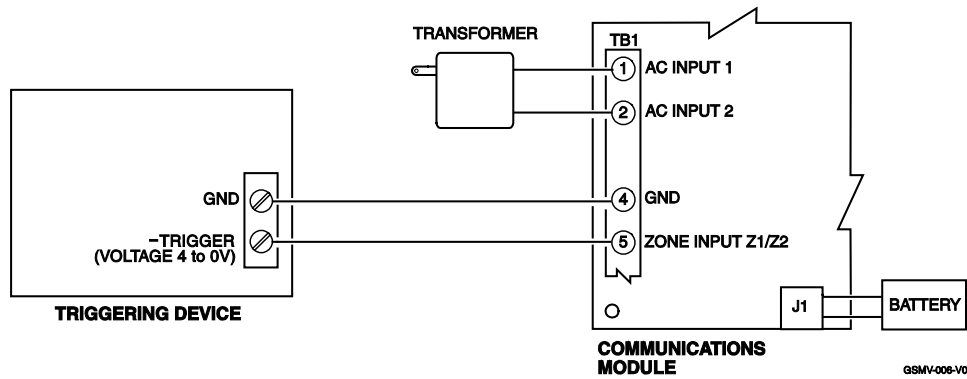 TRANSFORMER
TB1
1 AC INPUT 1
2 AC INPUT 2
GND
4 GND
–TRIGGER
(VOLTAGE 4 to 0V)
5 ZONE INPUT Z1/Z2
TRIGGERING DEVICE
J1
BATTERY
COMMUNICATIONS
MODULE
GSMV-006-V0